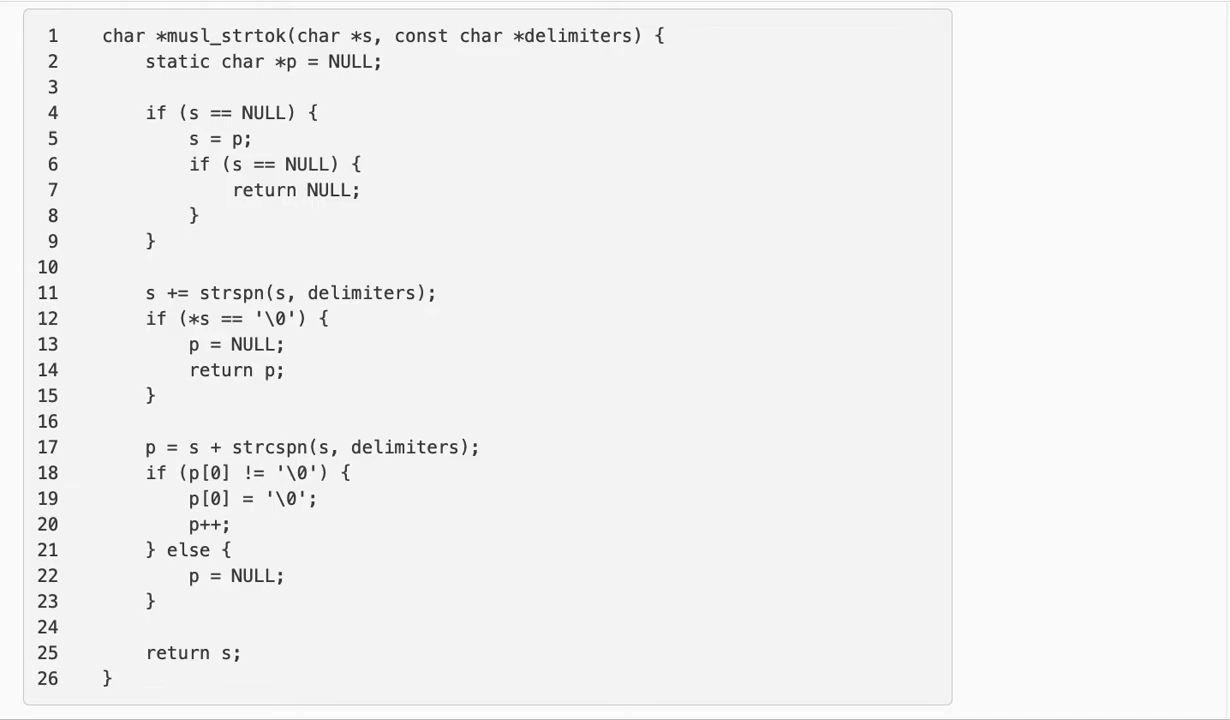 1 char *musl_strtok(char *s, const char *delimiters) {
2 static char *p = NULL;
3
4 if (s == NULL) {
5 s = p;
6 if (s == NULL) {
7 return NULL;
8 }
9 }
10
11 s += strspn(s, delimiters);
12 if (*s == '\0') {
13 p = NULL;
14 return p;
15 }
16
17 p = s + strcspn(s, delimiters);
18 if (p[0] != '\0') {
19 p[0] = '\0';
20 p++;
21 } else {
22 p = NULL;
23 }
24
25 return s;
26 }